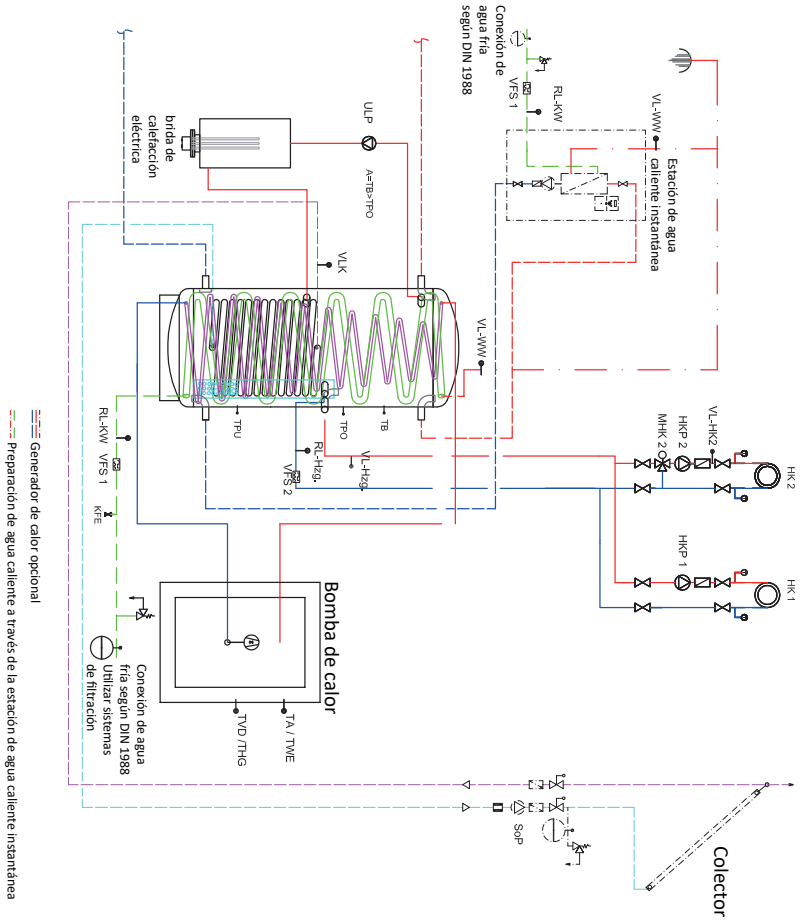 Conexión de
agua fría
según DIN 1988
VFS 1
RL-KW
VL-WW
Estación de agua
caliente instantánea
brida de
calefacción
eléctrica
ULP
A=TB>TPO
VLK
VL-WW
TPU
TPO
TB
RL-KW
VFS 1
KFE
RL-Hzg.
VFS 2
VL-Hzg.
MHK 2
HKP 2
VL-HK2
HK 2
HKP 1
HK 1
Bomba de calor
TVD /THG
TA / TWE
Conexión de agua
fría según DIN 1988
Utilizar sistemas
de filtración
SoP
Colector
Generador de calor opcional
Preparación de agua caliente a través de la estación de agua caliente instantánea